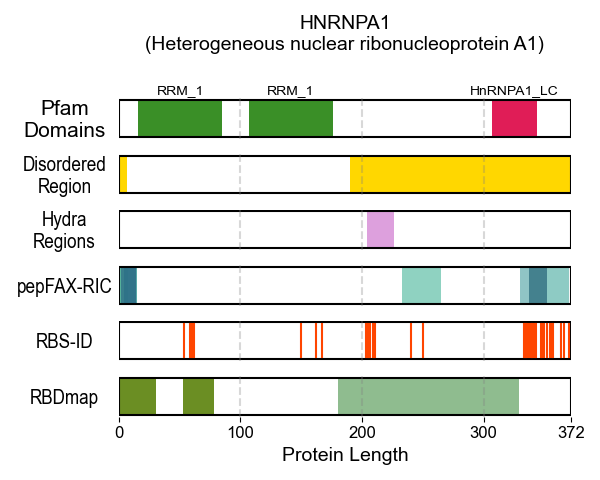 HNRNPA1
(Heterogeneous nuclear ribonucleoprotein A1)
RRM_1 RRM_1 HnRNPA1_LC
Pfam
Domains
Disordered
Region
Hydra
Regions
pepFAX-RIC
RBS-ID
RBDmap
0 100 200 300 372
Protein Length